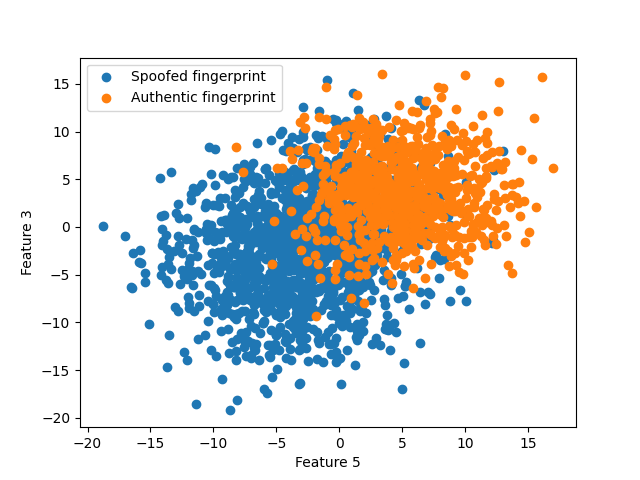 Spoofed fingerprint
Authentic fingerprint
15
10
5
0
−5
−10
−15
−20
Feature 3
−20 −15 −10 −5 0 5 10 15
Feature 5